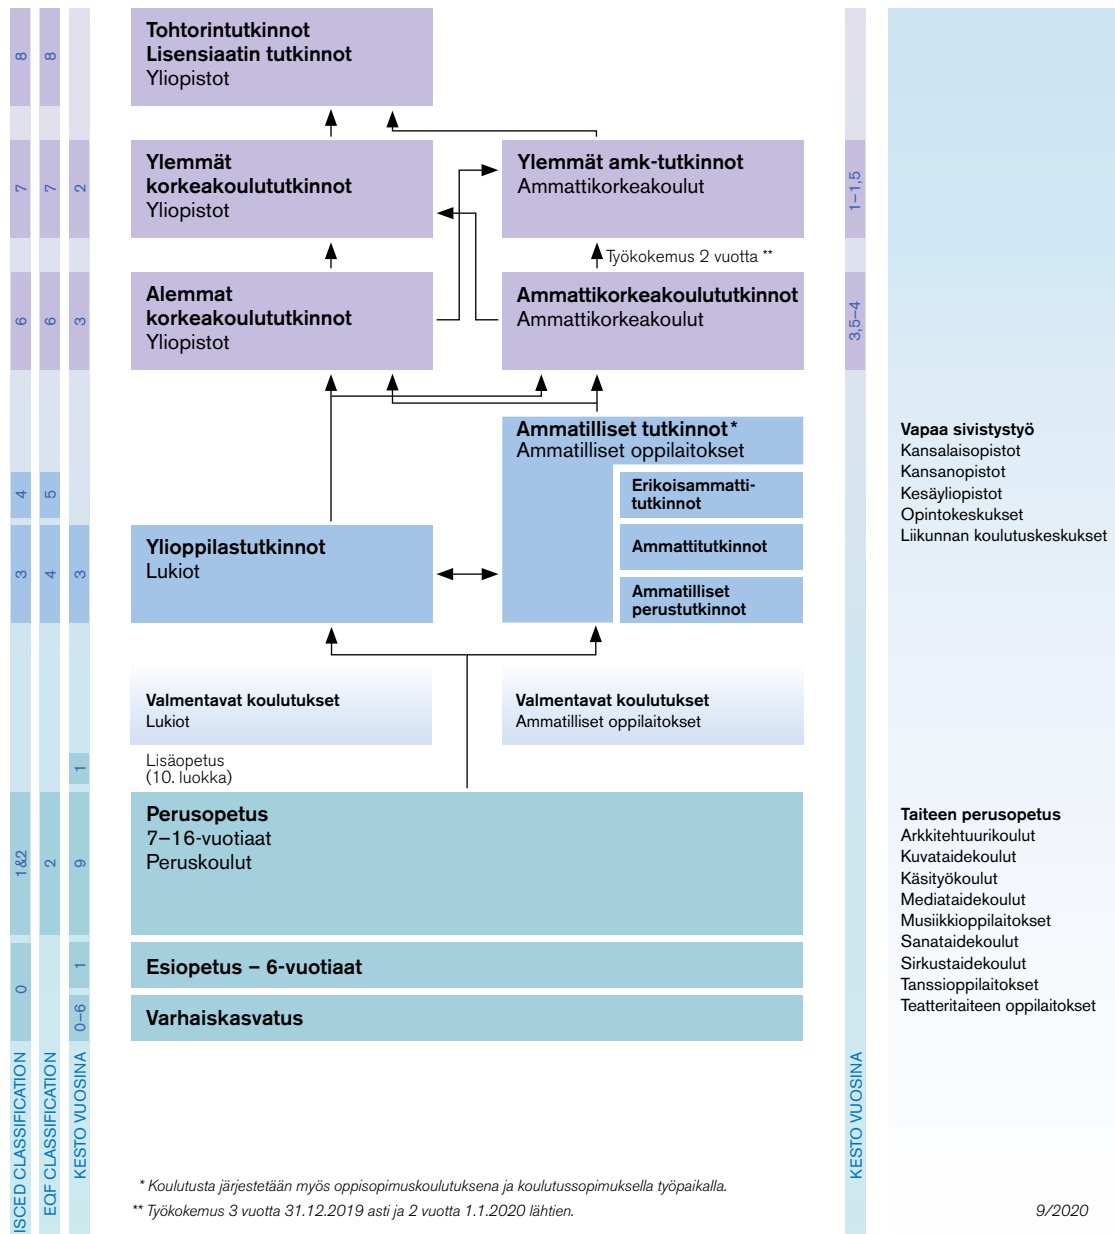 Tohtorintutkinnot
Lisensiaatin tutkinnot
Yliopistot
8
8
Ylemmät
korkeakoulututkinnot
Yliopistot
Ylemmät amk-tutkinnot
Ammattikorkeakoulut
7
7
2
1–1,5
Työkokemus 2 vuotta **
Alemmat
korkeakoulututkinnot
Yliopistot
Ammattikorkeakoulututkinnot
Ammattikorkeakoulut
6
6
3
3,5–4
Ammatilliset tutkinnot *
Ammatilliset oppilaitokset
Erikoisammatti-
tutkinnot
Ammattitutkinnot
Ammatilliset
perustutkinnot
4
5
Ylioppilastutkinnot
Lukiot
3
4
3
Valmentavat koulutukset
Lukiot
Valmentavat koulutukset
Ammatilliset oppilaitokset
Lisäopetus
(10. luokka)
1
Perusopetus
7–16-vuotiaat
Peruskoulut
1&2
2
9
Esiopetus – 6-vuotiaat
1
0
Varhaiskasvatus
0–6
ISCED CLASSIFICATION
EQF CLASSIFICATION
KESTO VUOSINA
KESTO VUOSINA
Vapaa sivistystyö
Kansalaisopistot
Kansanopistot
Kesäyliopistot
Opintokeskukset
Liikunnan koulutuskeskukset
Taiteen perusopetus
Arkkitehtuurikoulut
Kuvataidekoulut
Käsityökoulut
Mediataidekoulut
Musiikkioppilaitokset
Sanataidekoulut
Sirkustaidekoulut
Tanssioppilaitokset
Teatteritaiteen oppilaitokset
* Koulutusta järjestetään myös oppisopimuskoulutuksena ja koulutussopimuksella työpaikalla.
** Työkokemus 3 vuotta 31.12.2019 asti ja 2 vuotta 1.1.2020 lähtien.
9/2020